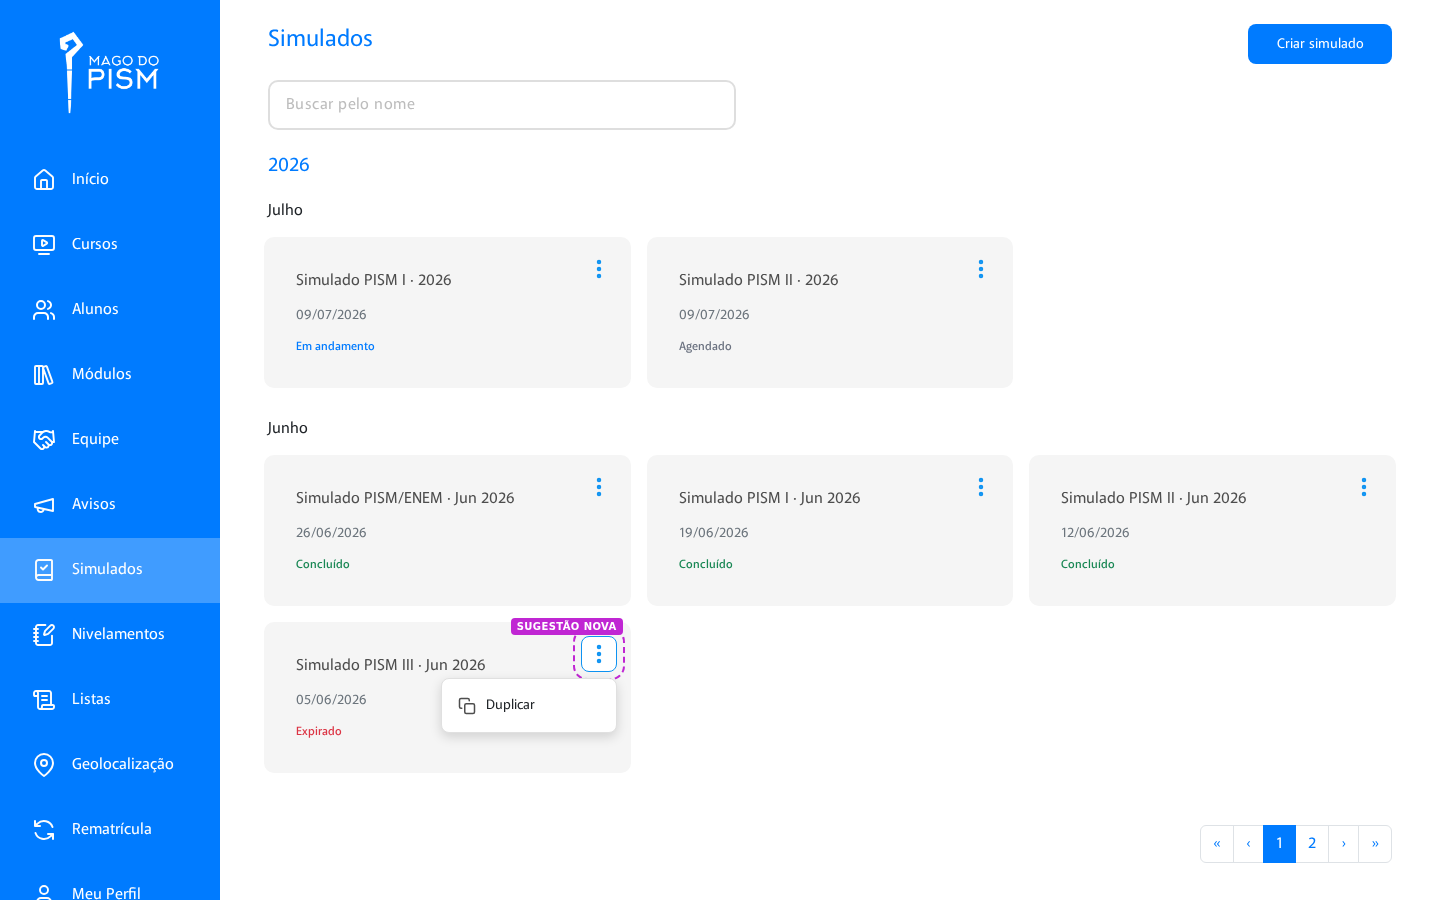 MAGO DO
PISM
Início
Cursos
Alunos
Módulos
Equipe
Avisos
Simulados
Nivelamentos
Listas
Geolocalização
Rematrícula
Meu Perfil
Simulados
Criar simulado
Buscar pelo nome
2026
Julho
Simulado PISM I · 2026
09/07/2026
Em andamento
Simulado PISM II · 2026
09/07/2026
Agendado
Junho
Simulado PISM/ENEM · Jun 2026
26/06/2026
Concluído
Simulado PISM I · Jun 2026
19/06/2026
Concluído
Simulado PISM II · Jun 2026
12/06/2026
Concluído
SUGESTÃO NOVA
Simulado PISM III · Jun 2026
05/06/2026
Expirado
Duplicar
« ‹ 1 2 › »